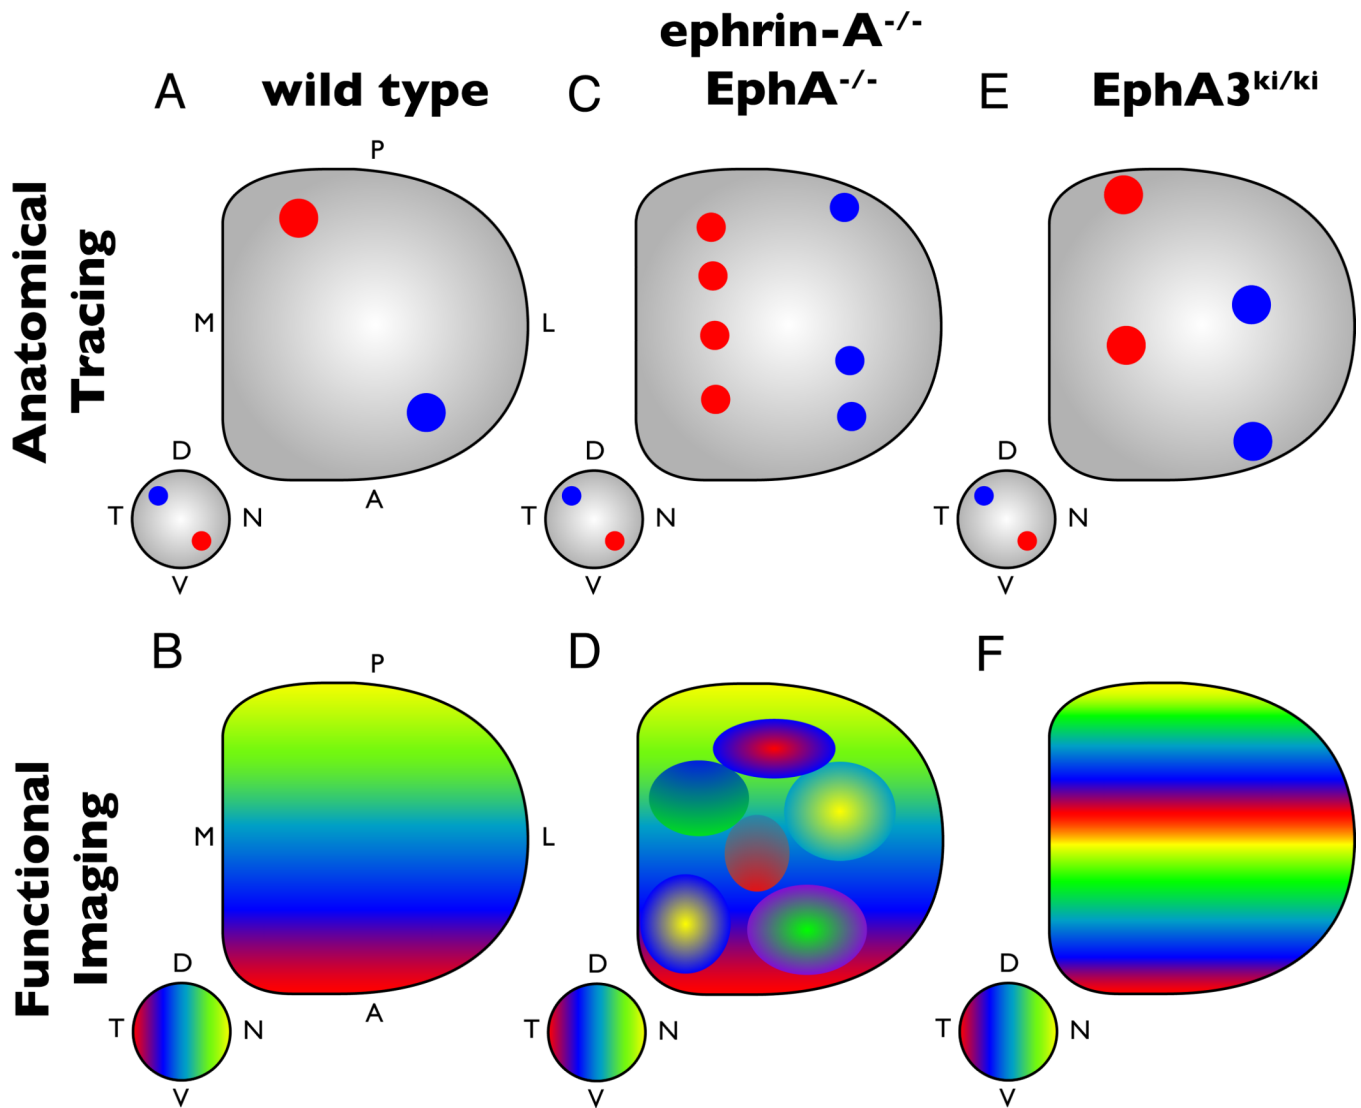 ephrin-A-/-
A wild type C EphA-/- E EphA3ki/ki
P
Anatomical
Tracing
M L
D D D
A
T N T N T N
V V V
B D F
P
Functional
Imaging
M L
D D D
A
T N T N T N
V V V